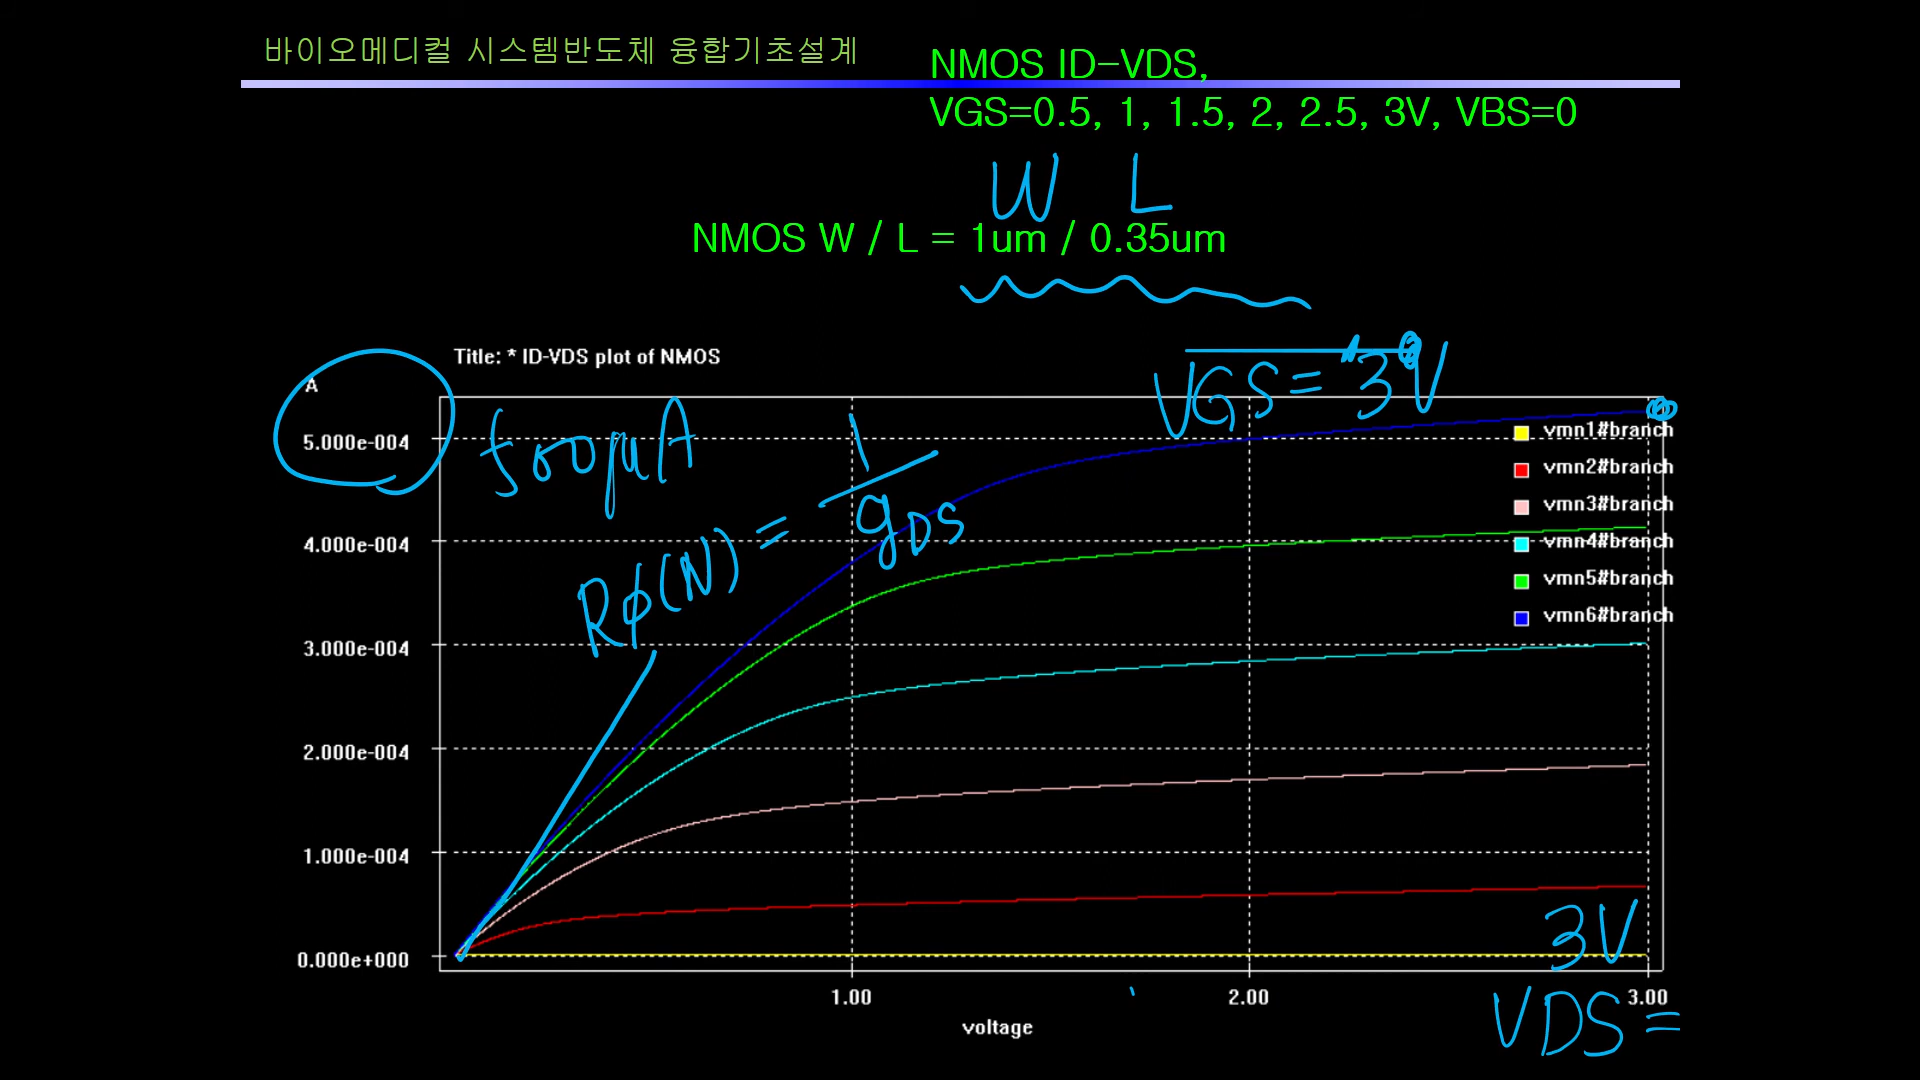 바이오메디컬 시스템반도체 융합기초설계
NMOS ID-VDS,
VGS=0.5, 1, 1.5, 2, 2.5, 3V, VBS=0
W L
NMOS W / L = 1um / 0.35um
Title: * ID-VDS plot of NMOS
VGS = 3V
A
5.000e-004
500μA
Rϕ(N) = 1/gDS
vmn1#branch
vmn2#branch
vmn3#branch
4.000e-004
vmn4#branch
vmn5#branch
vmn6#branch
3.000e-004
2.000e-004
1.000e-004
3V
0.000e+000
1.00 2.00 3.00
voltage
VDS =